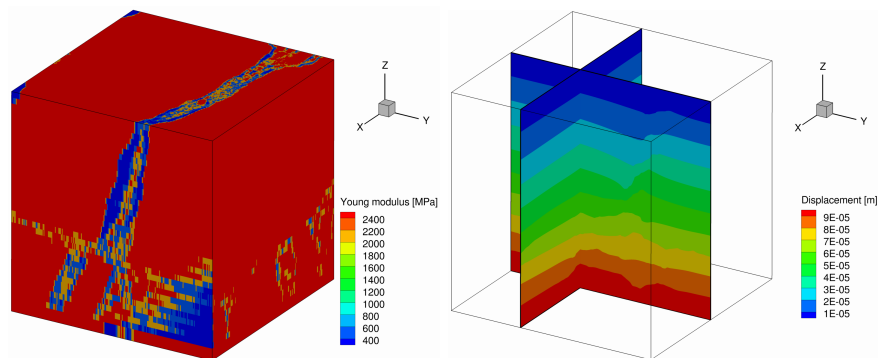 Z
X
Y
Young modulus [MPa]
2400
2200
2000
1800
1600
1400
1200
1000
800
600
400
Z
X
Y
Displacement [m]
9E-05
8E-05
7E-05
6E-05
5E-05
4E-05
3E-05
2E-05
1E-05